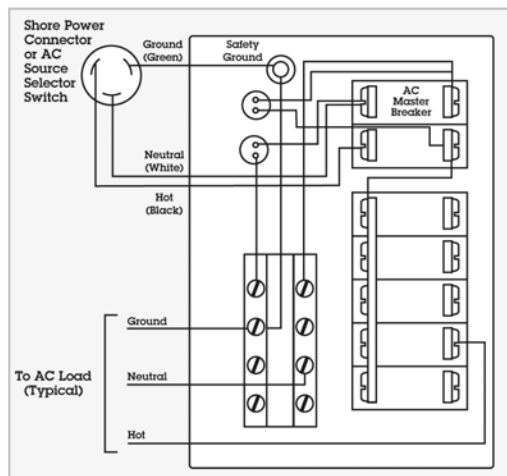 Shore Power
Connector
or AC
Source
Selector
Switch
Ground
(Green)
Safety
Ground
AC
Master
Breaker
Neutral
(White)
Hot
(Black)
Ground
To AC Load
(Typical)
Neutral
Hot